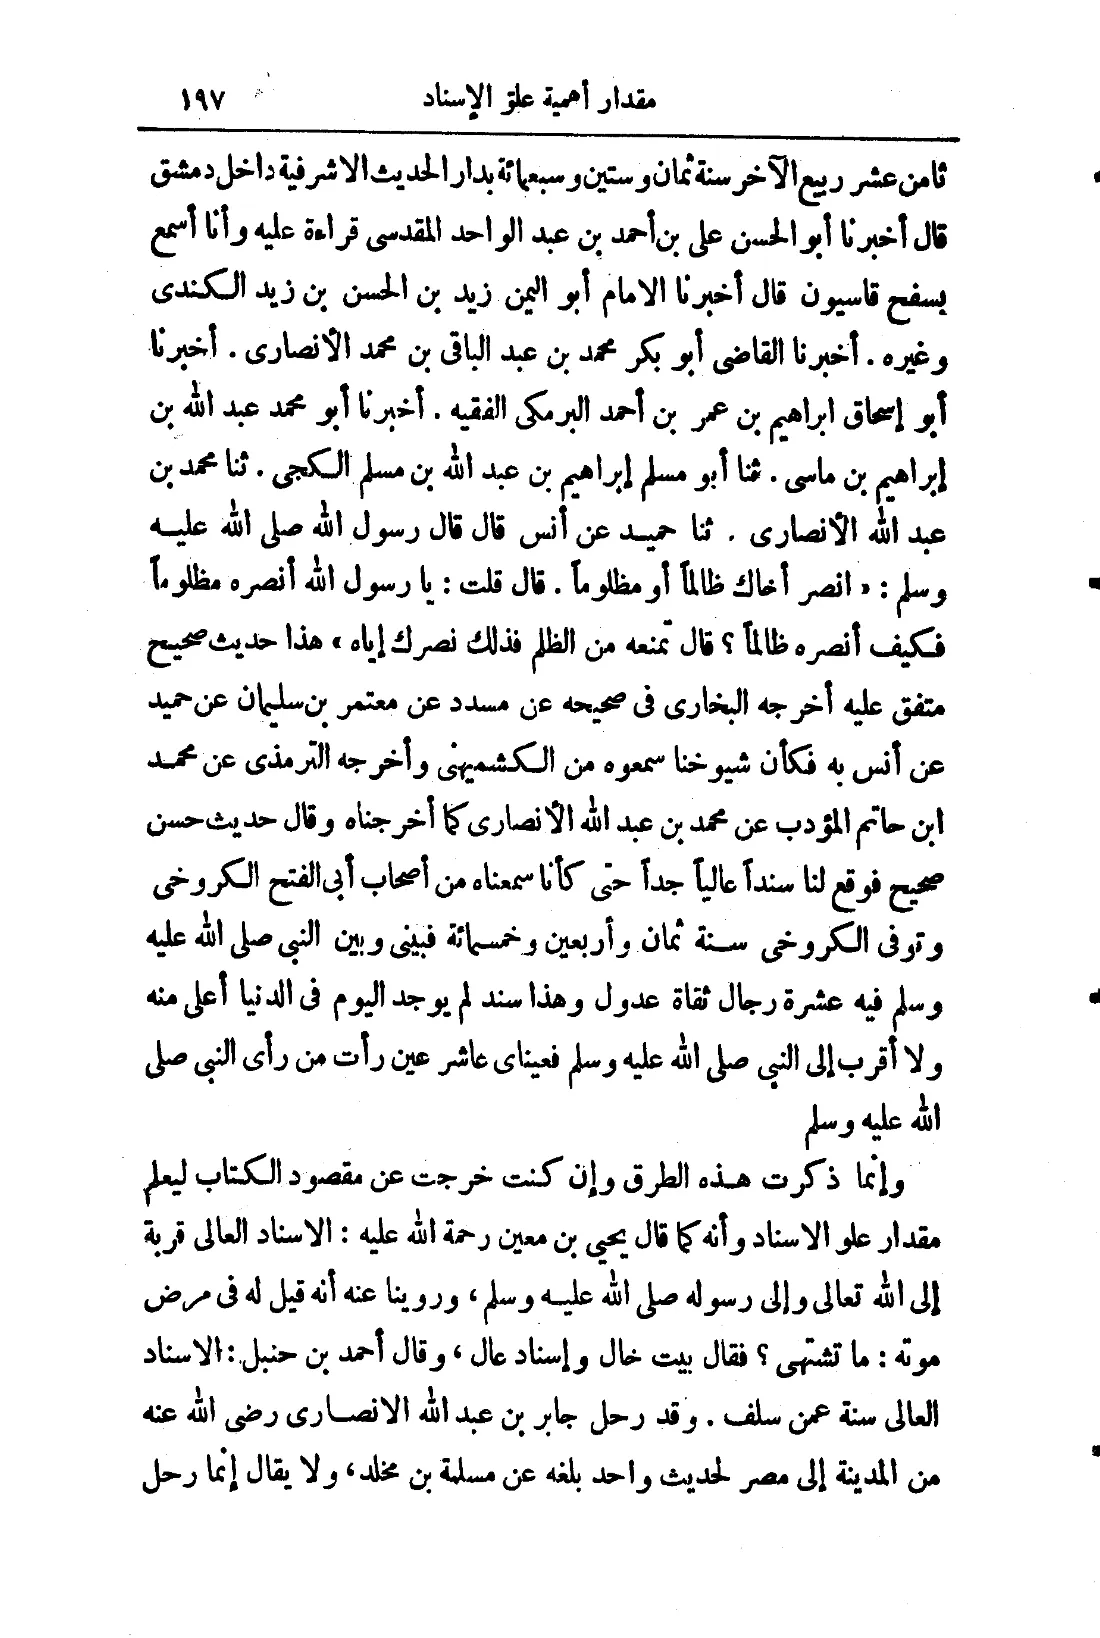 مقدار أهمية علو الإسناد ١٩٧
ثامن عشر ربيع الآخر سنة ثمان وستين وسبعمائة بدار الحديث الاشرفية داخل دمشق
قال أخبرنا أبو الحسن على بن أحمد بن عبد الواحد المقدسى قراءة عليه وأنا أسمع
بسفح قاسيون قال أخبرنا الامام أبو اليمن زيد بن الحسن بن زيد الكندى
وغيره . أخبرنا القاضى أبو بكر محمد بن عبد الباقى بن محمد الأنصارى . أخبرنا
أبو إسحاق ابراهيم بن عمر بن أحمد البرمكى الفقيه . أخبرنا أبو محمد عبد الله بن
إبراهيم بن ماسى . ثنا أبو مسلم إبراهيم بن عبد الله بن مسلم الكجى . ثنا محمد بن
عبد الله الأنصارى . ثنا حميد عن أنس قال قال رسول الله صلى الله عليه
وسلم : « انصر أخاك ظالماً أو مظلوماً . قال قلت : يا رسول الله أنصره مظلوماً
فكيف أنصره ظالماً ؟ قال تمنعه من الظلم فذلك نصرك إياه » هذا حديث صحيح
متفق عليه أخرجه البخارى فى صحيحه عن مسدد عن معتمر بن سليمان عن حميد
عن أنس به فكأن شيوخنا سمعوه من الكشميهنى وأخرجه الترمذى عن محمد
ابن حاتم المؤدب عن محمد بن عبد الله الأنصارى كما أخرجناه وقال حديث حسن
صحيح فوقع لنا سنداً عالياً جداً حتى كأنا سمعناه من أصحاب أبى الفتح الكروخى
وتوفى الكروخى سنة ثمان وأربعين وخمسمائة فبينى وبين النبى صلى الله عليه
وسلم فيه عشرة رجال ثقاة عدول وهذا سند لم يوجد اليوم فى الدنيا أعلى منه
ولا أقرب إلى النبى صلى الله عليه وسلم فعيناى عاشر عين رأت من رأى النبى صلى
الله عليه وسلم
وإنما ذكرت هذه الطرق وإن كنت خرجت عن مقصود الكتاب ليعلم
مقدار علو الاسناد وأنه كما قال يحيى بن معين رحمة الله عليه : الاسناد العالى قربة
إلى الله تعالى وإلى رسوله صلى الله عليه وسلم ، وروينا عنه أنه قيل له فى مرض
موته : ما تشتهى ؟ فقال بيت خال وإسناد عال ، وقال أحمد بن حنبل : الاسناد
العالى سنة عمن سلف . وقد رحل جابر بن عبد الله الانصارى رضى الله عنه
من المدينة إلى مصر لحديث واحد بلغه عن مسلمة بن مخلد، ولا يقال إنما رحل